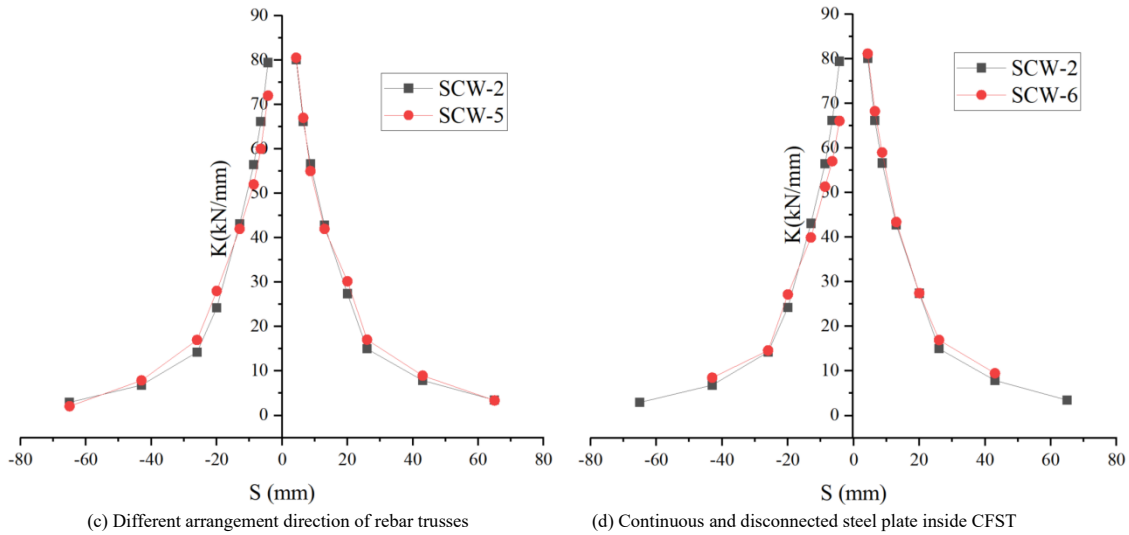 90
80
70
60
50
40
30
20
10
0
K(kN/mm)
SCW-2
SCW-5
-80 -60 -40 -20 0 20 40 60 80
S (mm)
(c) Different arrangement direction of rebar trusses
90
80
70
60
50
40
30
20
10
0
K(kN/mm)
SCW-2
SCW-6
-80 -60 -40 -20 0 20 40 60 80
S (mm)
(d) Continuous and disconnected steel plate inside CFST